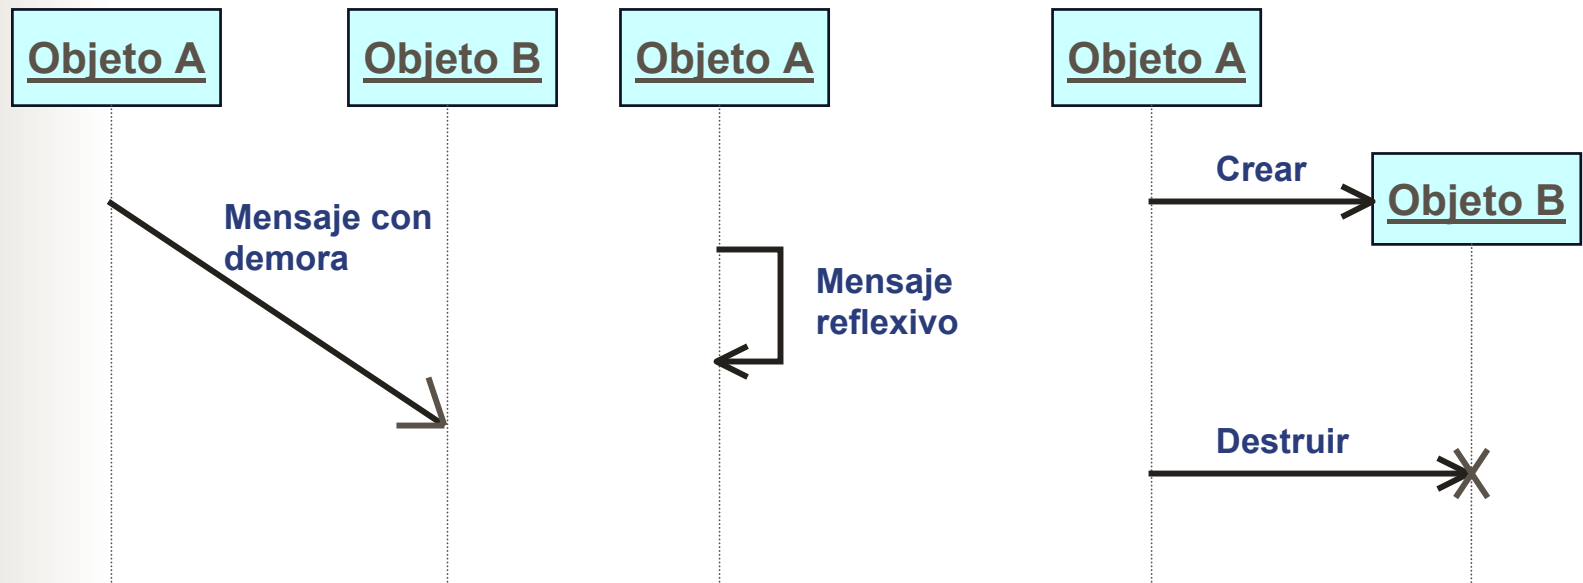 Objeto A
Objeto B
Objeto A
Objeto A
Mensaje con
demora
Mensaje
reflexivo
Crear
Objeto B
Destruir